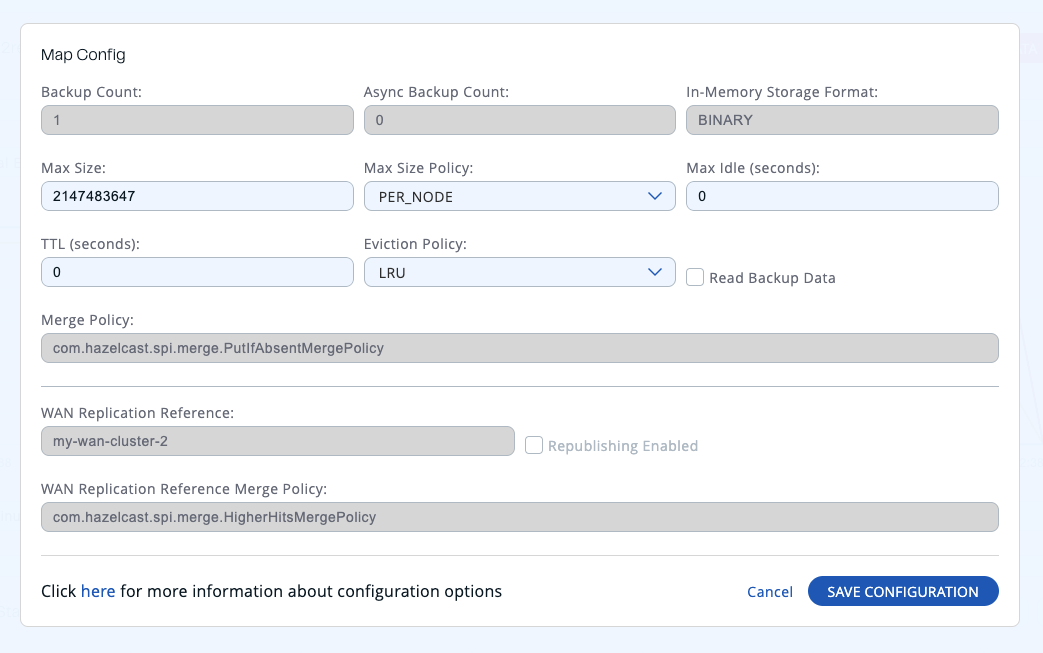 Map Config
Backup Count: Async Backup Count: In-Memory Storage Format:
1 0 BINARY
Max Size: Max Size Policy: Max Idle (seconds):
2147483647 PER_NODE 0
TTL (seconds): Eviction Policy:
0 LRU Read Backup Data
Merge Policy:
com.hazelcast.spi.merge.PutIfAbsentMergePolicy
WAN Replication Reference:
my-wan-cluster-2 Republishing Enabled
WAN Replication Reference Merge Policy:
com.hazelcast.spi.merge.HigherHitsMergePolicy
Click here for more information about configuration options Cancel SAVE CONFIGURATION